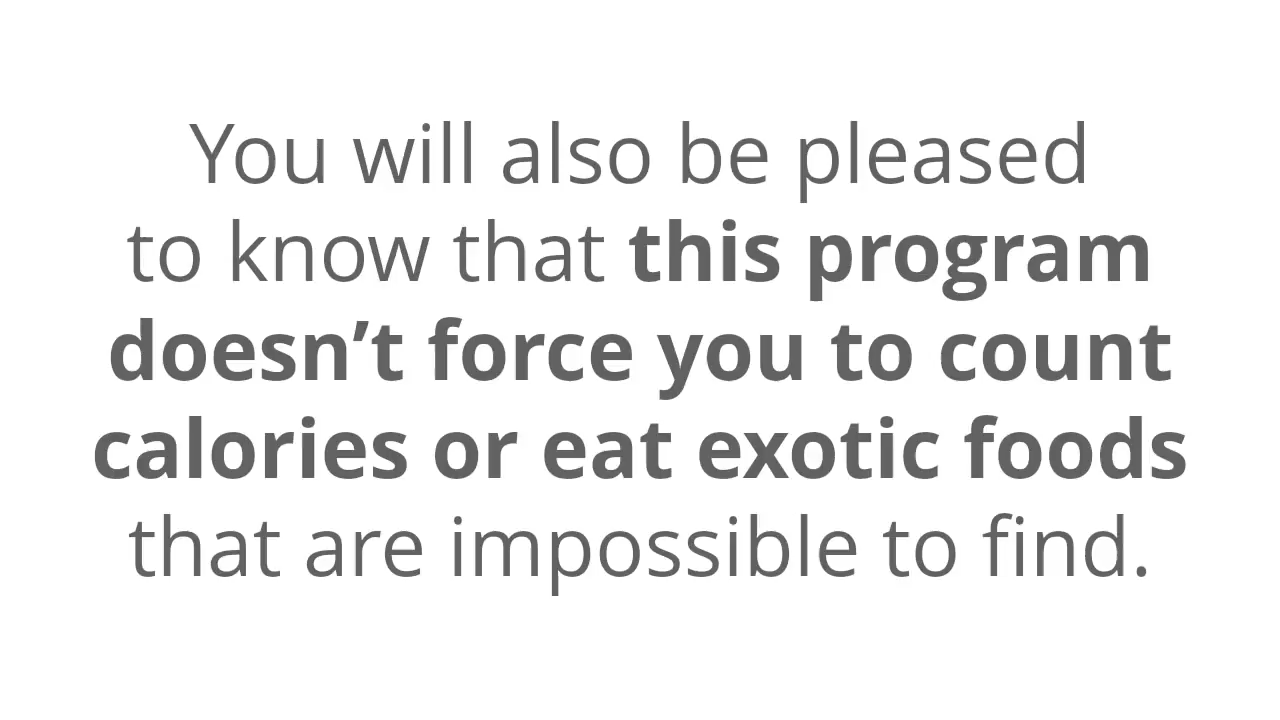 You will also be pleased
to know that this program
doesn’t force you to count
calories or eat exotic foods
that are impossible to find.